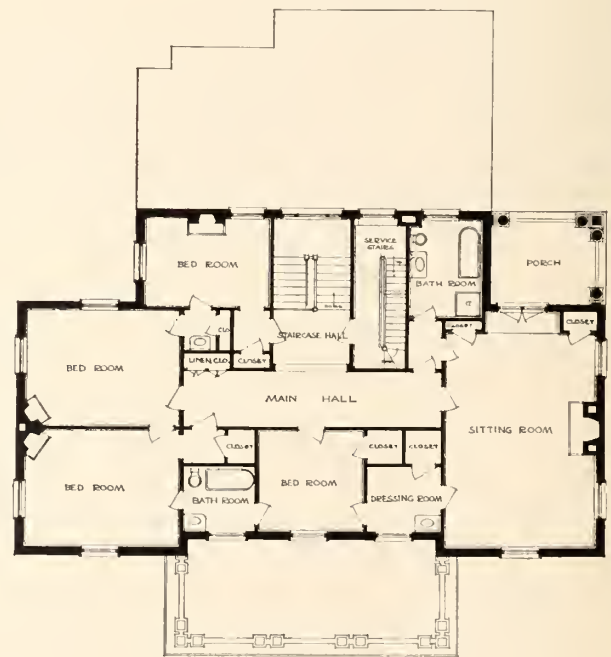 SERVICE
STAIRS
BED ROOM
PORCH
BATH ROOM
CLO.
STAIRCASE HALL
CLOSET
CLOSET
LINEN CLO.
CLOSET
BED ROOM
MAIN HALL
SITTING ROOM
CLOSET
CLOSET
CLOSET
BED ROOM
BED ROOM
BATH ROOM
DRESSING ROOM